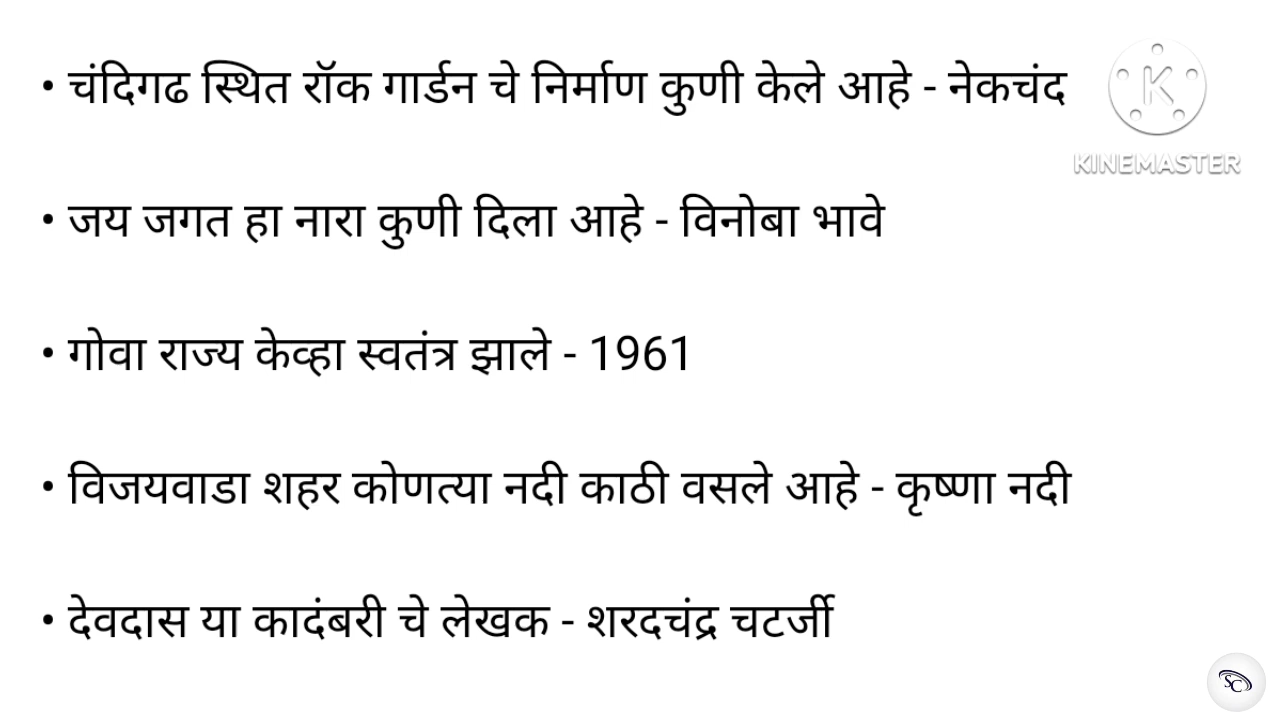 • चंदिगढ स्थित रॉक गार्डन चे निर्माण कुणी केले आहे - नेकचंद
KINEMASTER
• जय जगत हा नारा कुणी दिला आहे - विनोबा भावे
• गोवा राज्य केव्हा स्वतंत्र झाले - 1961
• विजयवाडा शहर कोणत्या नदी काठी वसले आहे - कृष्णा नदी
• देवदास या कादंबरी चे लेखक - शरदचंद्र चटर्जी
SC